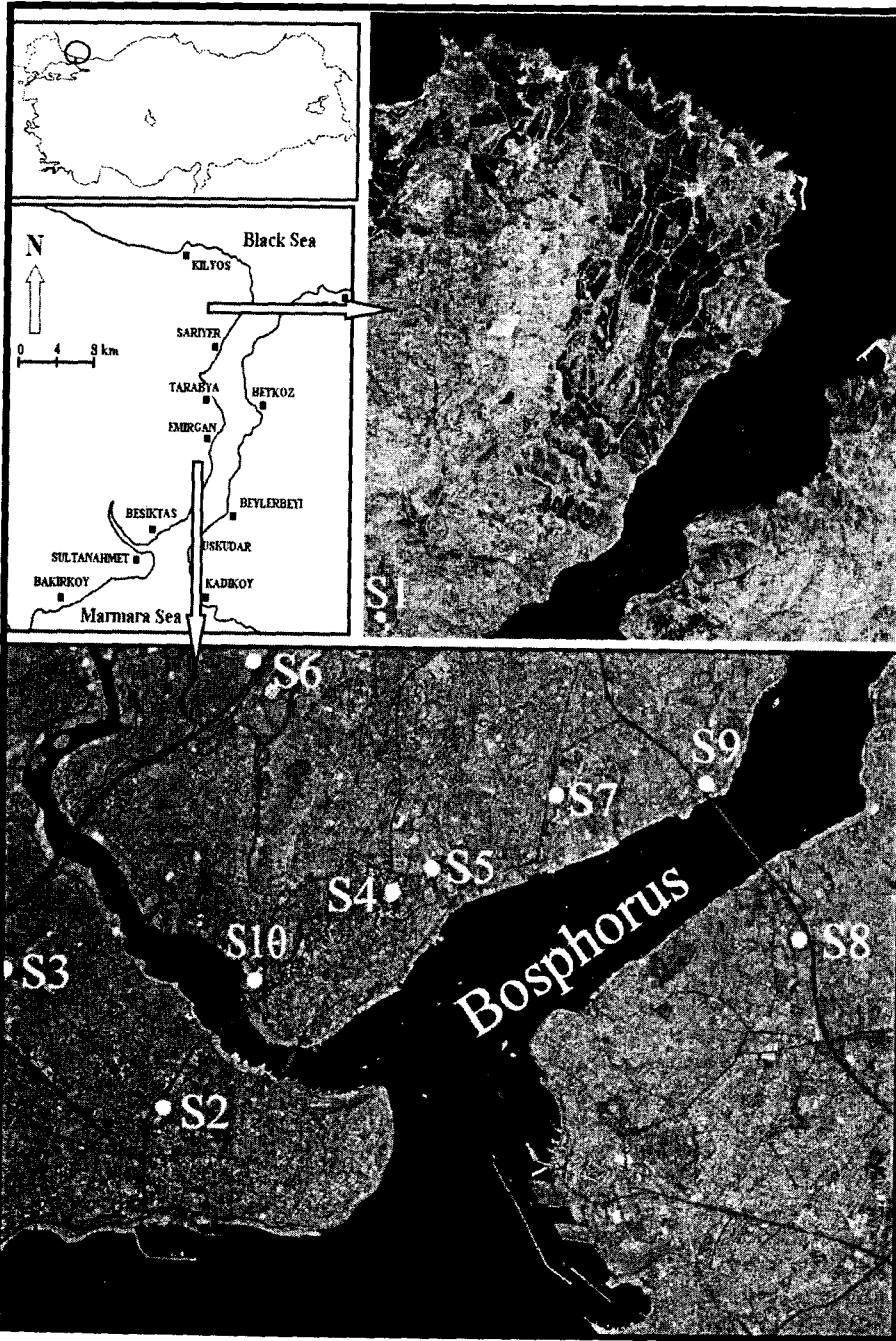 Black Sea
N
KILYOS
SARIYER
0 4 8 km
TARABYA
BEYKOZ
EMIRGAN
BEYLERBEYI
BEŞIKTAS
USKUDAR
SULTANAHMET
BAKIRKOY
KADIKOY
Marmara Sea
S1
S6
S9
S7
S5
S4
Bosphorus
S10
S8
S3
S2